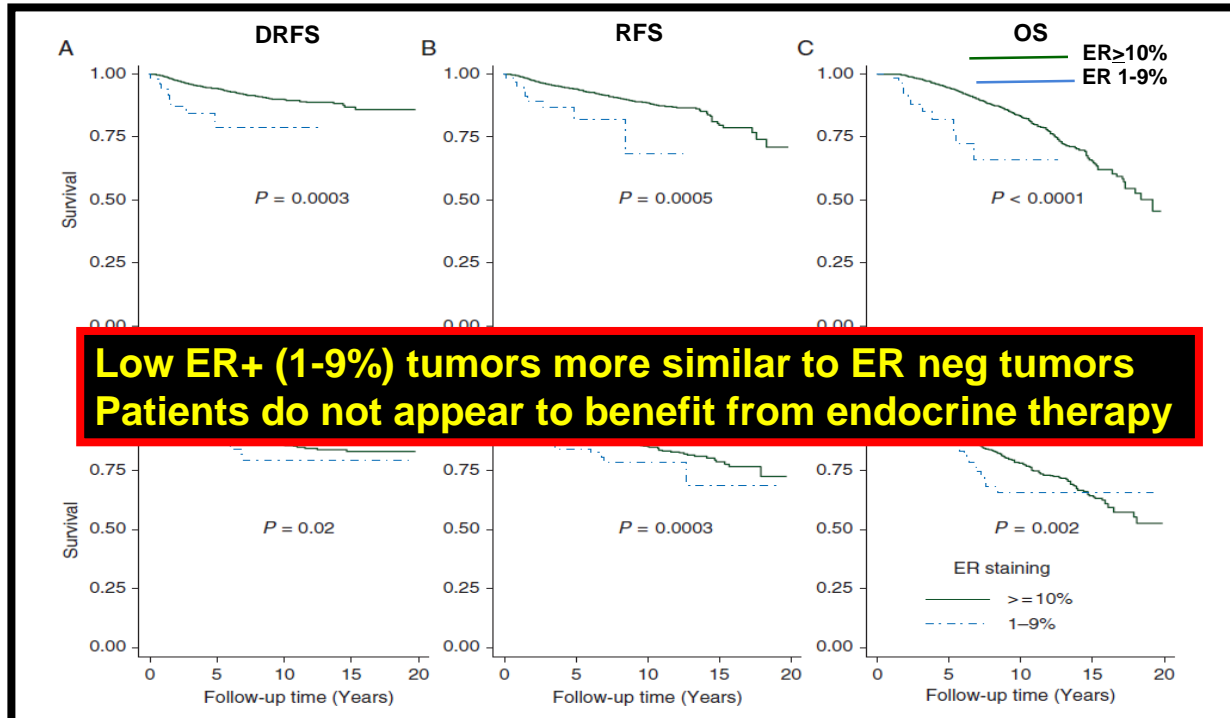 DRFS
RFS
OS
A
B
C
ER≥10%
ER 1-9%
1.00
0.75
0.50
0.25
0.00
Survival
P = 0.0003
1.00
0.75
0.50
0.25
P = 0.0005
1.00
0.75
0.50
0.25
P < 0.0001
Low ER+ (1-9%) tumors more similar to ER neg tumors
Patients do not appear to benefit from endocrine therapy
0.75
0.50
0.25
0.00
Survival
P = 0.02
0 5 10 15 20
Follow-up time (Years)
0.75
0.50
0.25
0.00
P = 0.0003
0 5 10 15 20
Follow-up time (Years)
0.75
0.50
0.25
0.00
P = 0.002
ER staining
>=10%
1–9%
0 5 10 15 20
Follow-up time (Years)